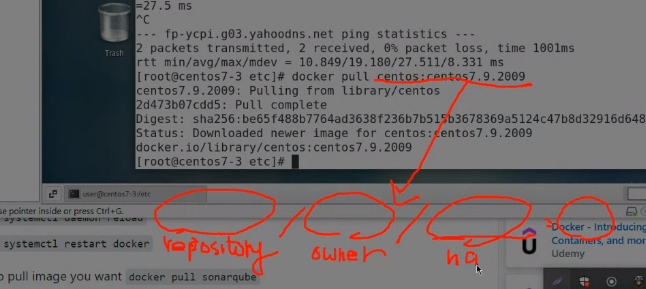 =27.5 ms
^C
--- fp-ycpi.g03.yahoodns.net ping statistics ---
2 packets transmitted, 2 received, 0% packet loss, time 1001ms
rtt min/avg/max/mdev = 10.849/19.180/27.511/8.331 ms
[root@centos7-3 etc]# docker pull centos:centos7.9.2009
centos7.9.2009: Pulling from library/centos
2d473b07cdd5: Pull complete
Digest: sha256:be65f488b7764ad3638f236b7b515b3678369a5124c47b8d32916d648
Status: Downloaded newer image for centos:centos7.9.2009
docker.io/library/centos:centos7.9.2009
[root@centos7-3 etc]#
Trash
user@centos7-3:/etc
se pointer inside or press Ctrl+G.
systemctl daemon-reload
systemctl restart docker
repository / owner / na
o pull image you want docker pull sonarqube
Docker - Introducing
Containers, and mor
Udemy